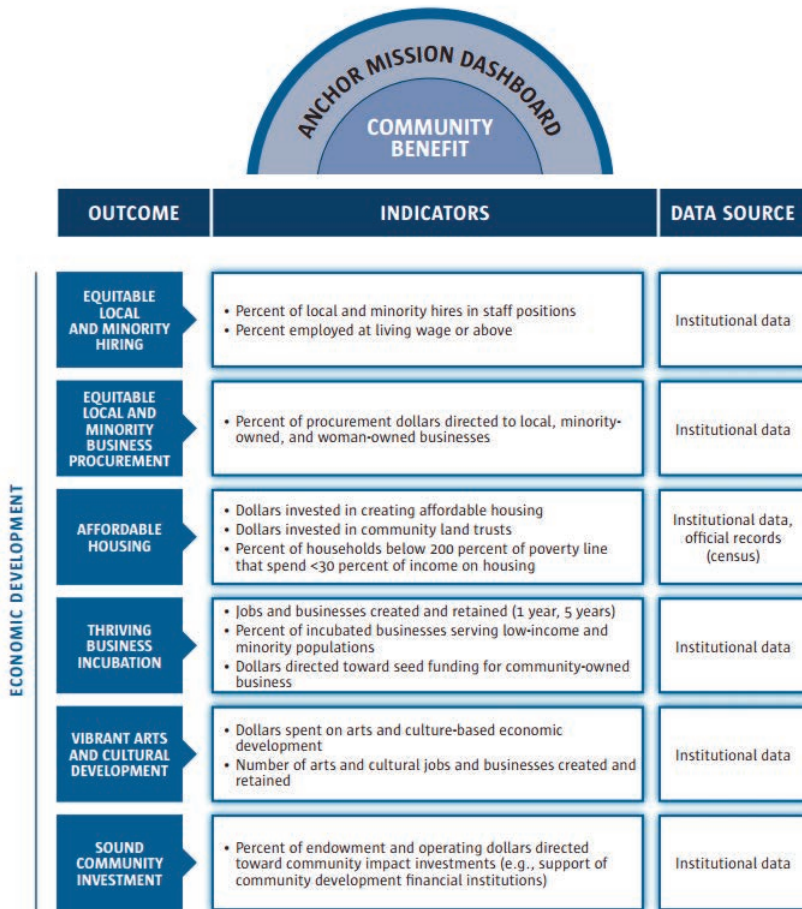 ANCHOR MISSION DASHBOARD
COMMUNITY
BENEFIT
OUTCOME
INDICATORS
DATA SOURCE
ECONOMIC DEVELOPMENT
EQUITABLE
LOCAL
AND MINORITY
HIRING
• Percent of local and minority hires in staff positions
• Percent employed at living wage or above
Institutional data
EQUITABLE
LOCAL AND
MINORITY
BUSINESS
PROCUREMENT
• Percent of procurement dollars directed to local, minority-
owned, and woman-owned businesses
Institutional data
AFFORDABLE
HOUSING
• Dollars invested in creating affordable housing
• Dollars invested in community land trusts
• Percent of households below 200 percent of poverty line
that spend <30 percent of income on housing
Institutional data,
official records
(census)
THRIVING
BUSINESS
INCUBATION
• Jobs and businesses created and retained (1 year, 5 years)
• Percent of incubated businesses serving low-income and
minority populations
• Dollars directed toward seed funding for community-owned
business
Institutional data
VIBRANT ARTS
AND CULTURAL
DEVELOPMENT
• Dollars spent on arts and culture-based economic
development
• Number of arts and cultural jobs and businesses created and
retained
Institutional data
SOUND
COMMUNITY
INVESTMENT
• Percent of endowment and operating dollars directed
toward community impact investments (e.g., support of
community development financial institutions)
Institutional data